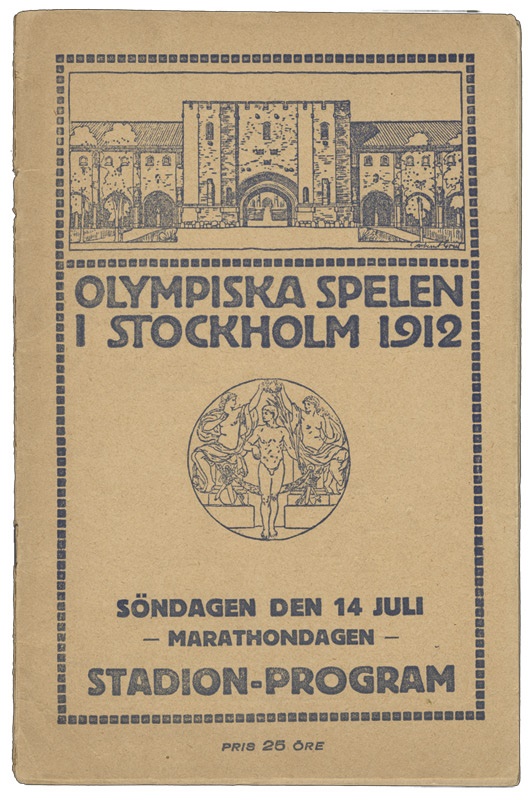 OLYMPISKA SPELEN
I STOCKHOLM 1912
SÖNDAGEN DEN 14 JULI
– MARATHONDAGEN –
STADION-PROGRAM
PRIS 25 ÖRE